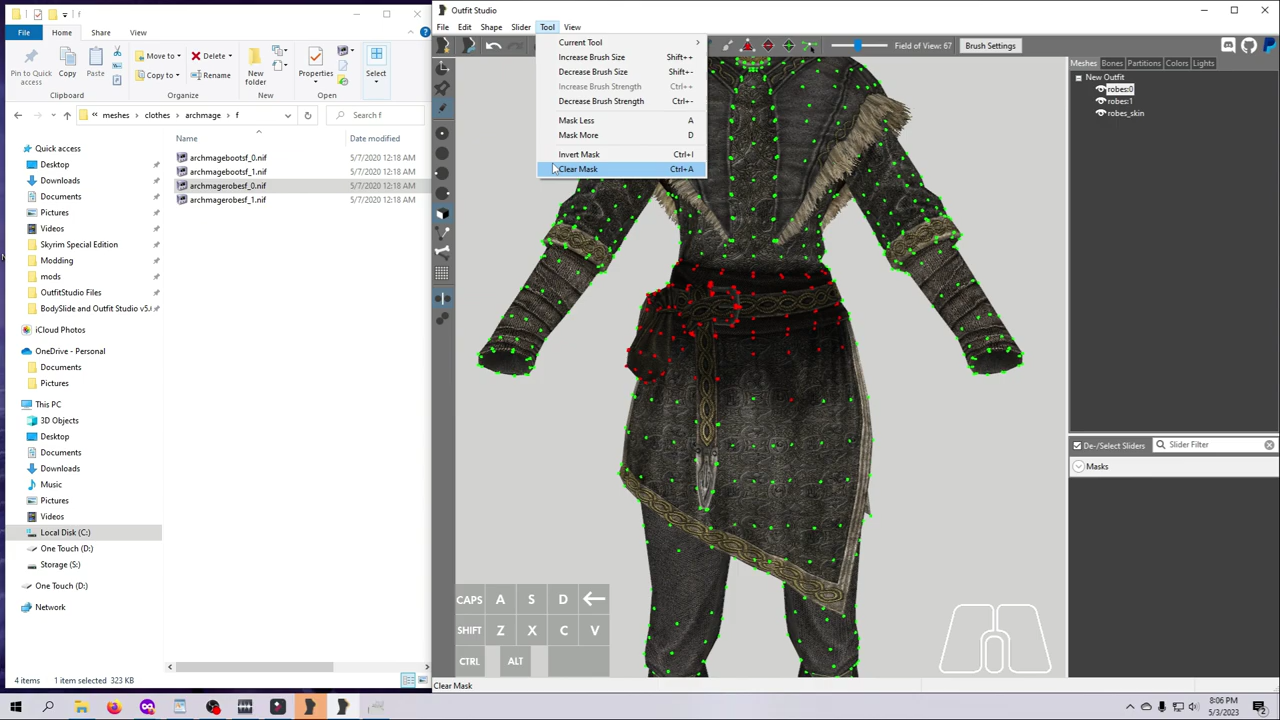 f
File
Home
Share
View
Pin to Quick
access
Copy
Paste
Move to
Copy to
Delete
Rename
New
folder
Properties
Select
Clipboard
Organize
New
Open
meshes
clothes
archmage
f
Search f
Name
Date modified
Quick access
Desktop
Downloads
Documents
Pictures
Videos
Skyrim Special Edition
Modding
mods
OutfitStudio Files
BodySlide and Outfit Studio v5.
iCloud Photos
OneDrive - Personal
Documents
Pictures
This PC
3D Objects
Desktop
Documents
Downloads
Music
Pictures
Videos
Local Disk (C:)
One Touch (D:)
Storage (S:)
One Touch (D:)
Network
archmagebootsf_0.nif 5/7/2020 12:18 AM
archmagebootsf_1.nif 5/7/2020 12:18 AM
archmagerobesf_0.nif 5/7/2020 12:18 AM
archmagerobesf_1.nif 5/7/2020 12:18 AM
4 items 1 item selected 323 KB
Outfit Studio
File Edit Shape Slider Tool View
Current Tool
Increase Brush Size Shift++
Decrease Brush Size Shift+-
Increase Brush Strength Ctrl++
Decrease Brush Strength Ctrl+-
Mask Less A
Mask More D
Invert Mask Ctrl+I
Clear Mask Ctrl+A
Field of View: 67
Brush Settings
Meshes Bones Partitions Colors Lights
New Outfit
robes:0
robes:1
robes_skin
De-/Select Sliders
Slider Filter
Masks
CAPS A S D
SHIFT Z X C V
CTRL ALT
Clear Mask
8:06 PM
5/3/2023
2